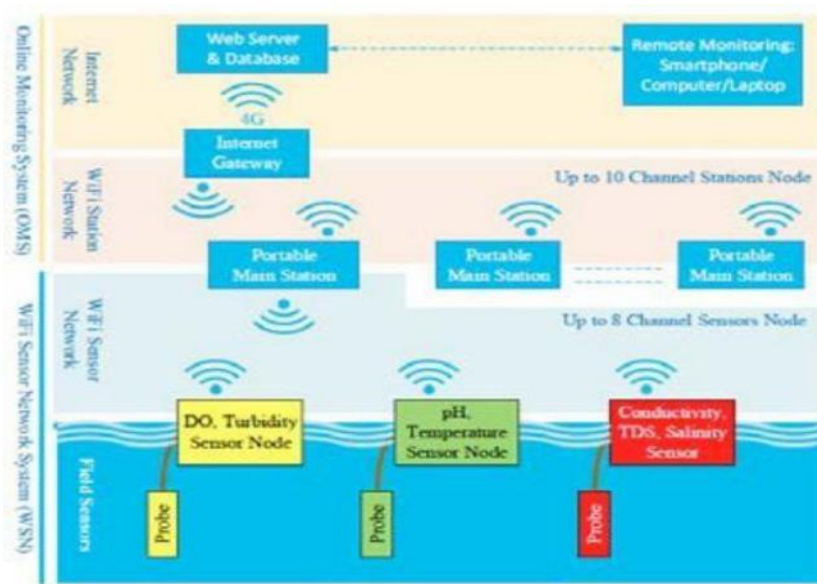 Online Monitoring System (OMS)
Internet
Network
Web Server
& Database
Remote Monitoring:
Smartphone/
Computer/Laptop
4G
Internet
Gateway
WiFi Station
Network
Up to 10 Channel Stations Node
Portable
Main Station
Portable
Main Station
Portable
Main Station
WiFi Sensor Network System (WSN)
WiFi Sensor
Network
Up to 8 Channel Sensors Node
DO, Turbidity
Sensor Node
pH,
Temperature
Sensor Node
Conductivity,
TDS, Salinity
Sensor
Field Sensors
Probe
Probe
Probe